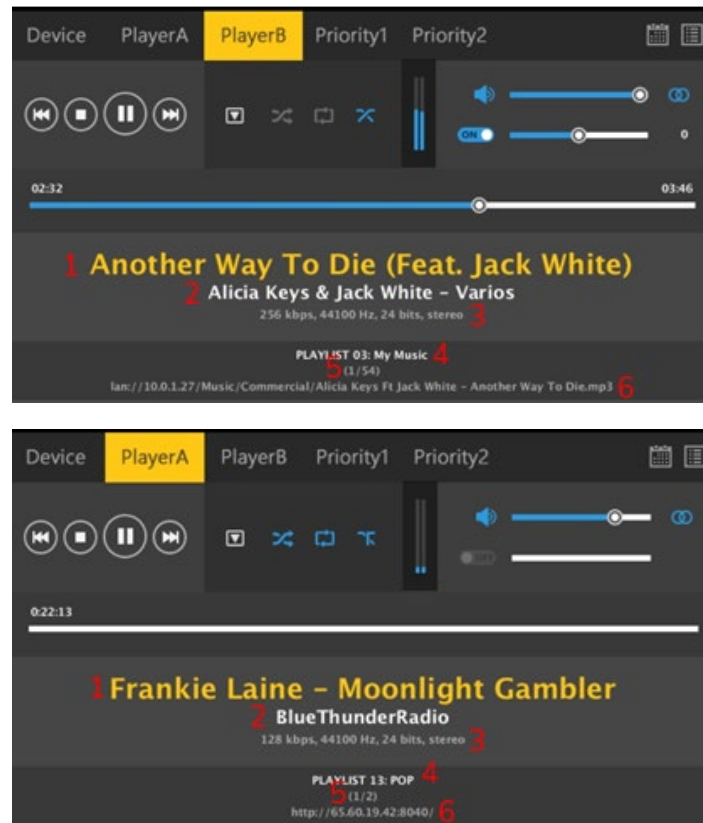 Device PlayerA PlayerB Priority1 Priority2
ON 0
02:32 03:46
1 Another Way To Die (Feat. Jack White)
2 Alicia Keys & Jack White - Varios
256 kbps, 44100 Hz, 24 bits, stereo 3
PLAYLIST 03: My Music 4
5 (1/54)
lan://10.0.1.27/Music/Commercial/Alicia Keys Ft Jack White - Another Way To Die.mp3 6
Device PlayerA PlayerB Priority1 Priority2
0:22:13
1 Frankie Laine - Moonlight Gambler
2 BlueThunderRadio
128 kbps, 44100 Hz, 24 bits, stereo 3
PLAYLIST 13: POP 4
5 (1/2)
http://65.60.19.42:8040/ 6